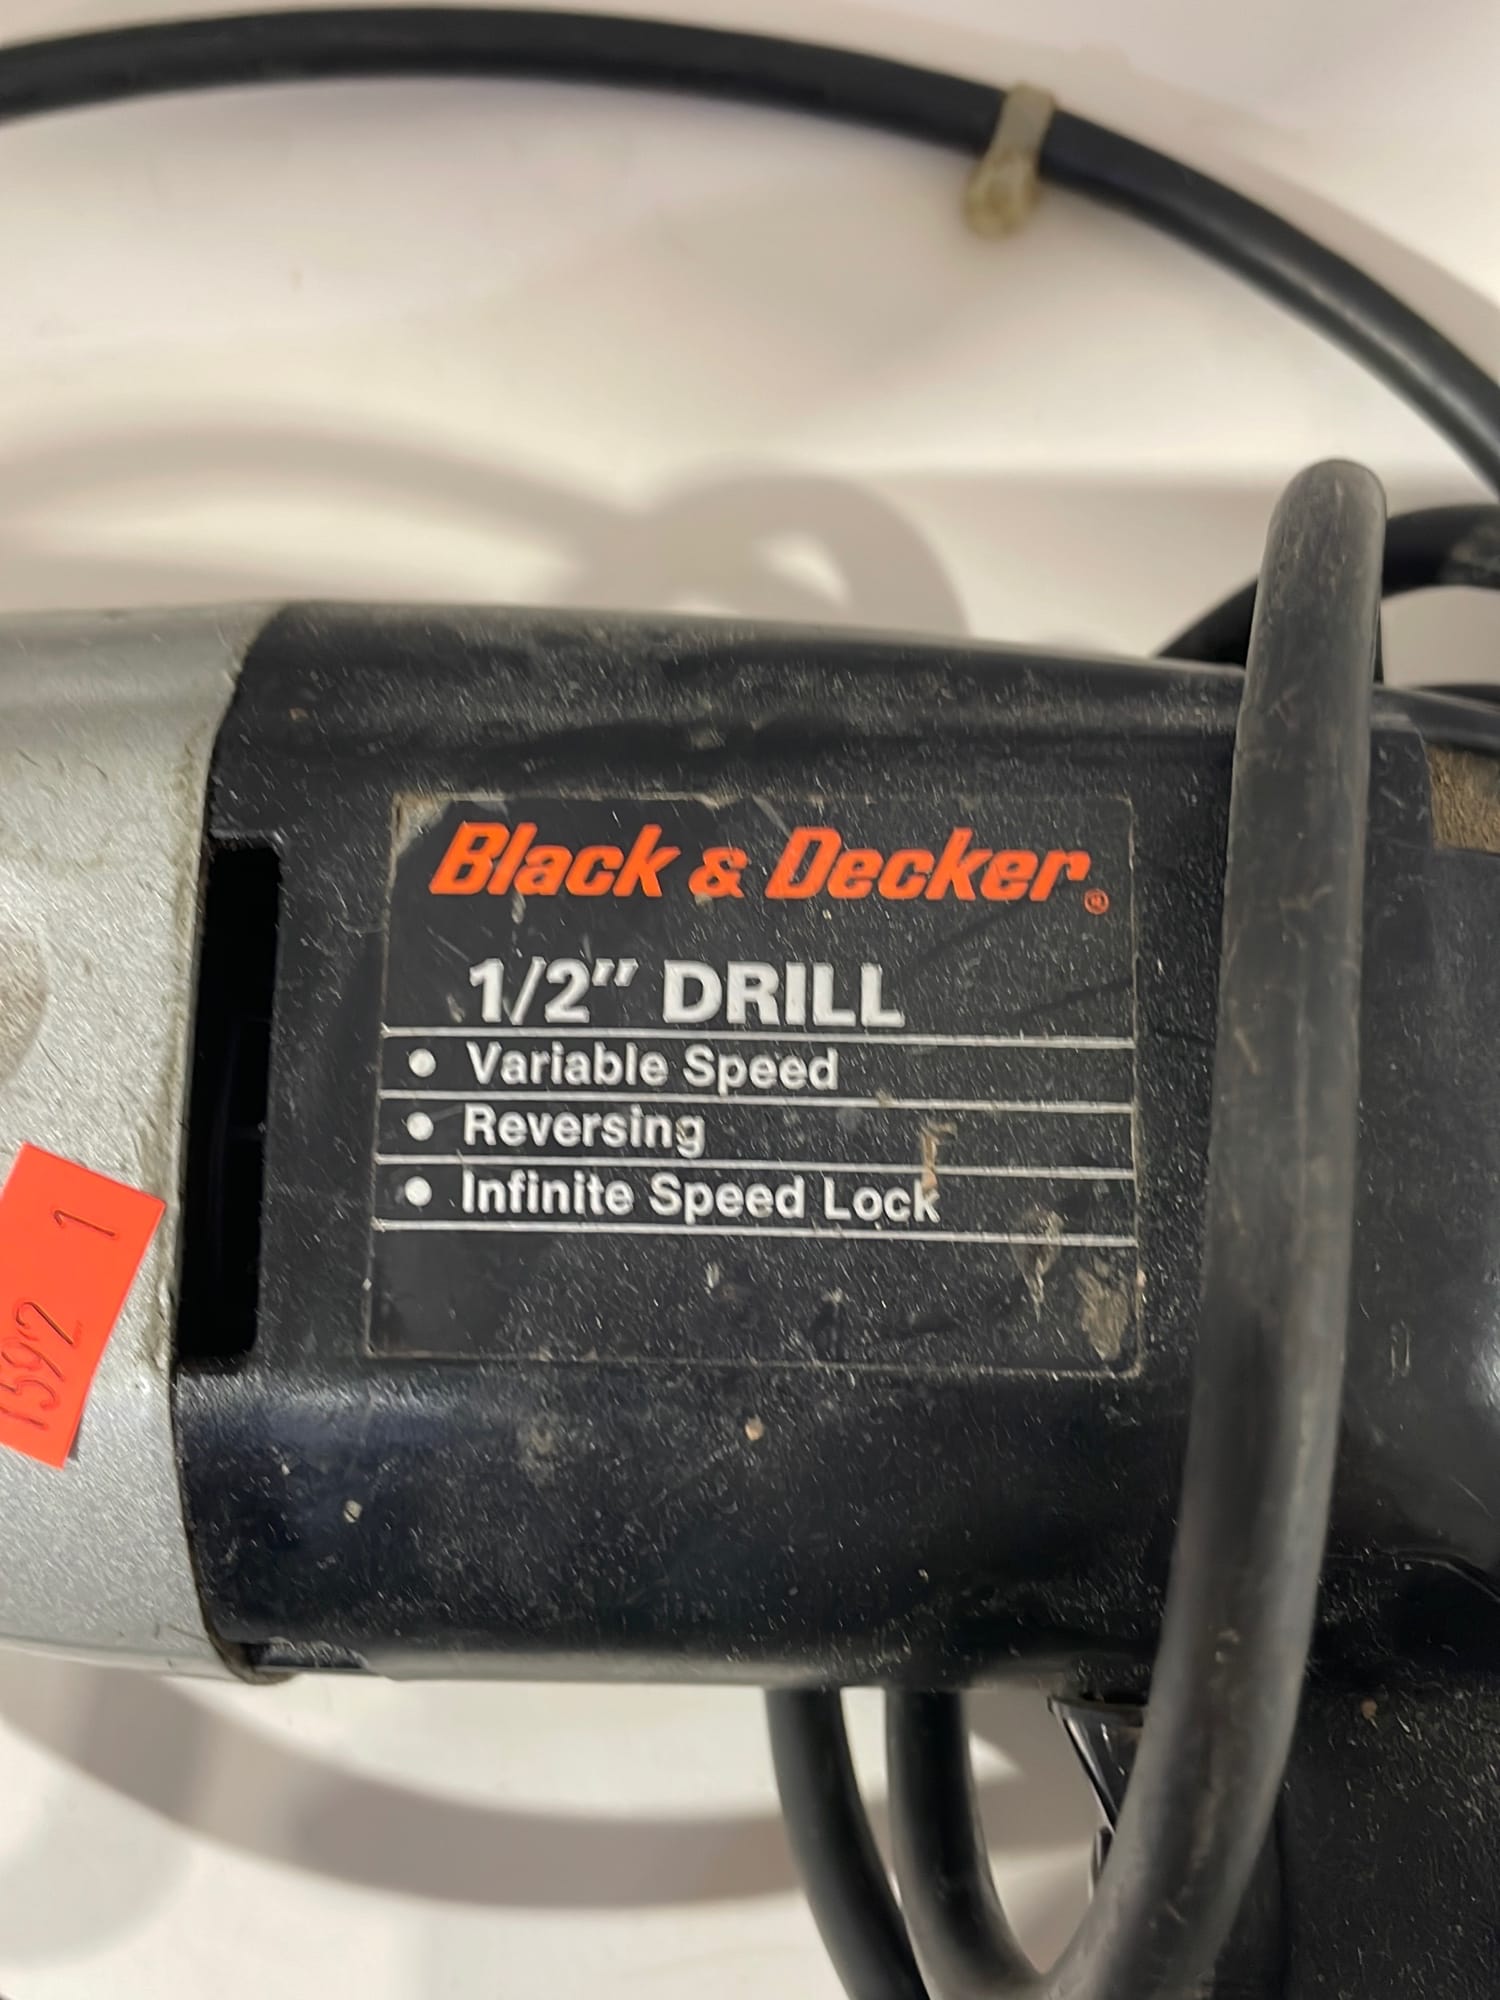 Black & Decker®
1/2" DRILL
• Variable Speed
• Reversing
• Infinite Speed Lock
1592 1